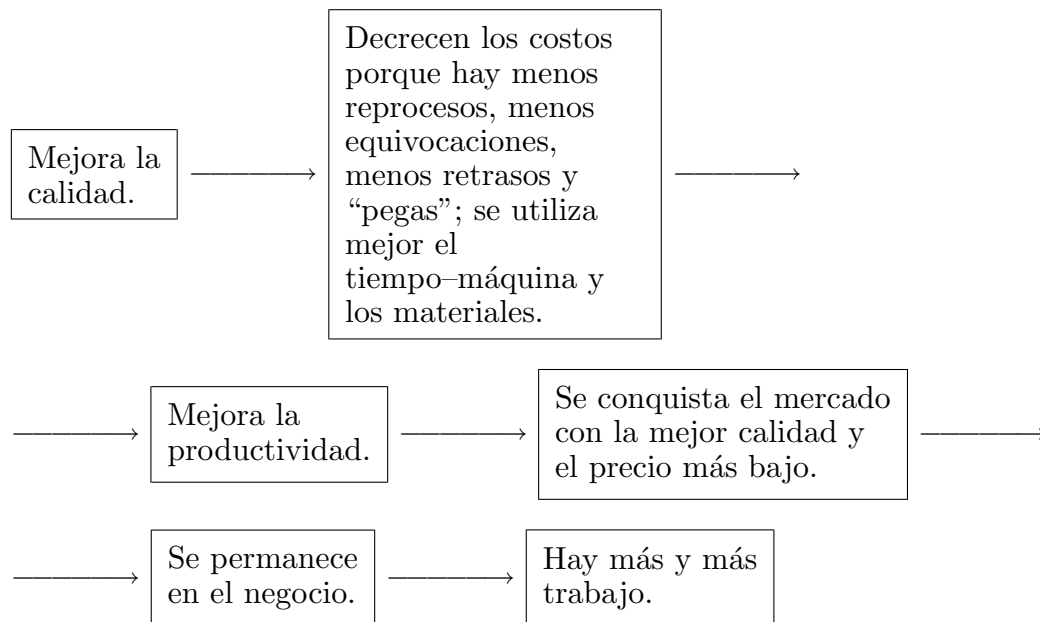 Mejora la
calidad.
Decrecen los costos
porque hay menos
reprocesos, menos
equivocaciones,
menos retrasos y
“pegas”; se utiliza
mejor el
tiempo–máquina y
los materiales.
Mejora la
productividad.
Se conquista el mercado
con la mejor calidad y
el precio más bajo.
Se permanece
en el negocio.
Hay más y más
trabajo.